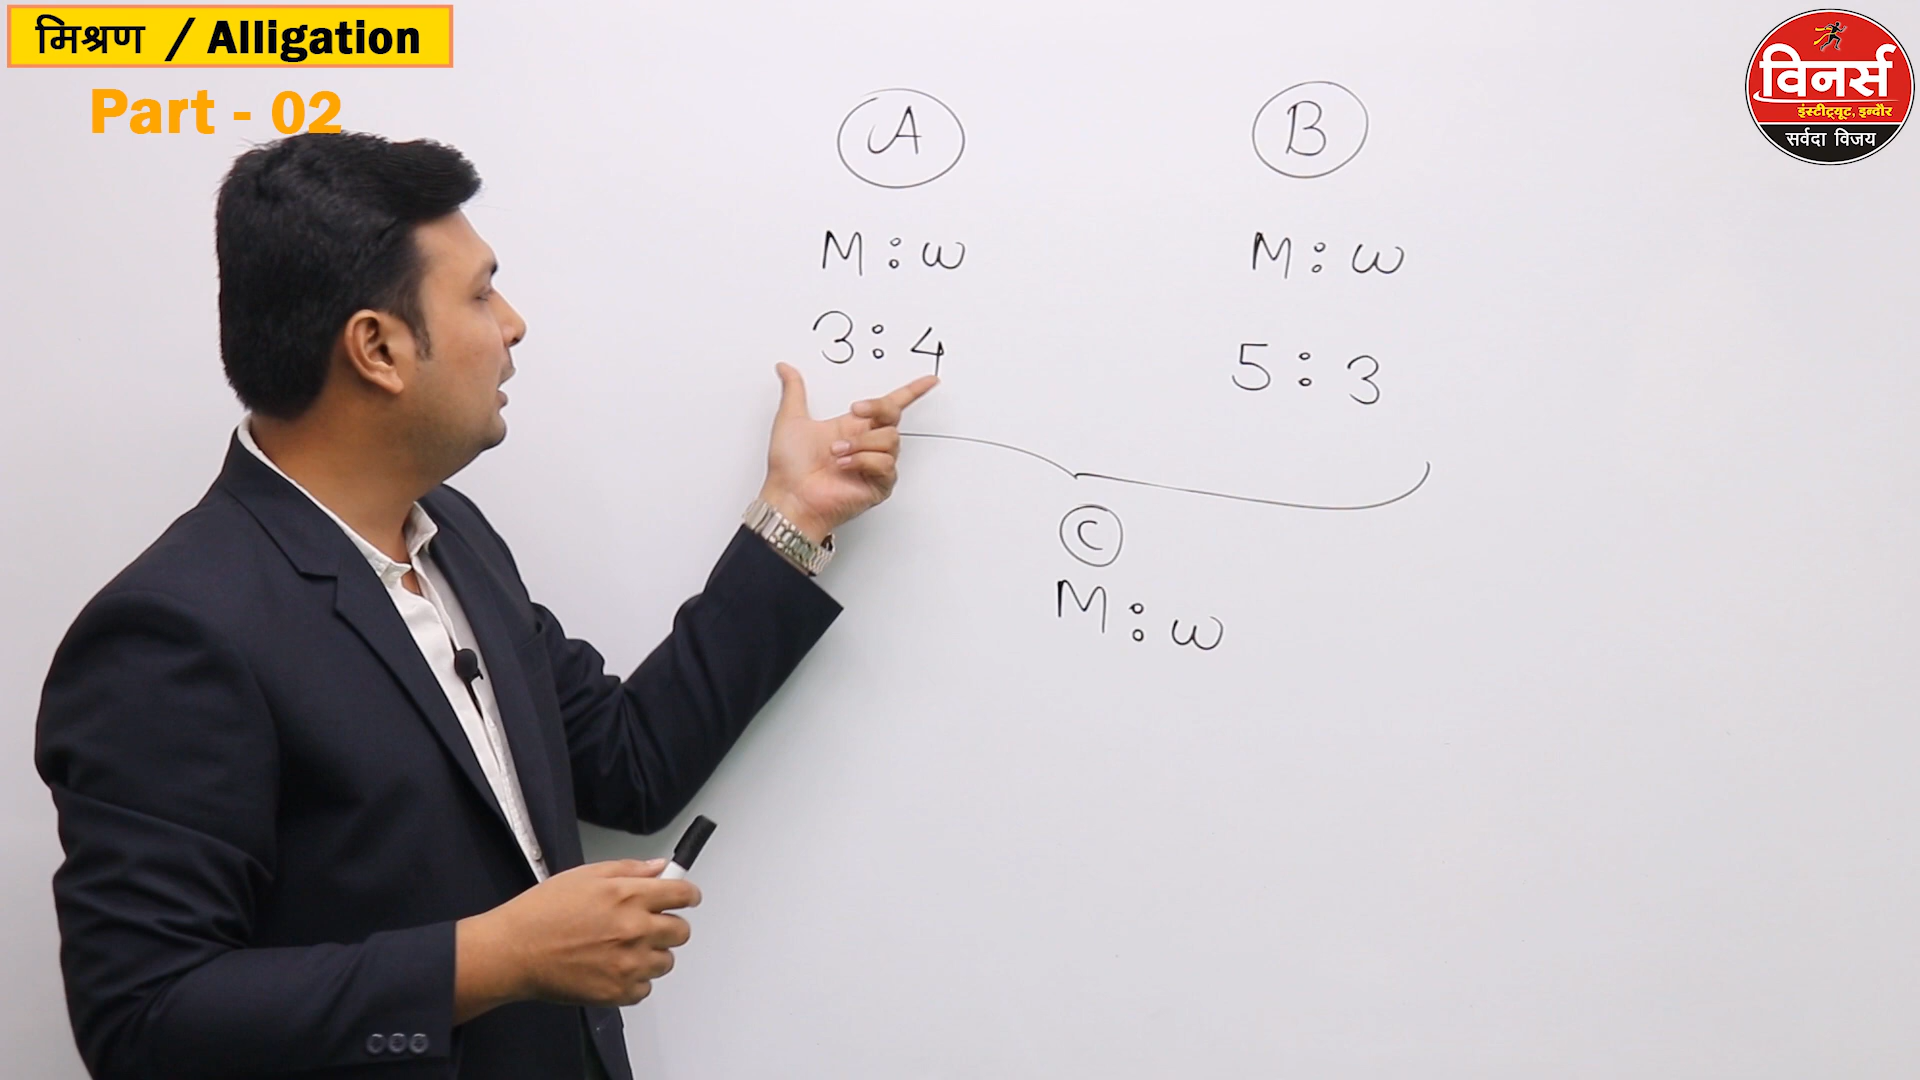 मिश्रण / Alligation
Part - 02
विनर्स
इंस्टीट्यूट, इन्दौर
सर्वदा विजय
A
B
M : W
M : W
3 : 4
5 : 3
C
M : W